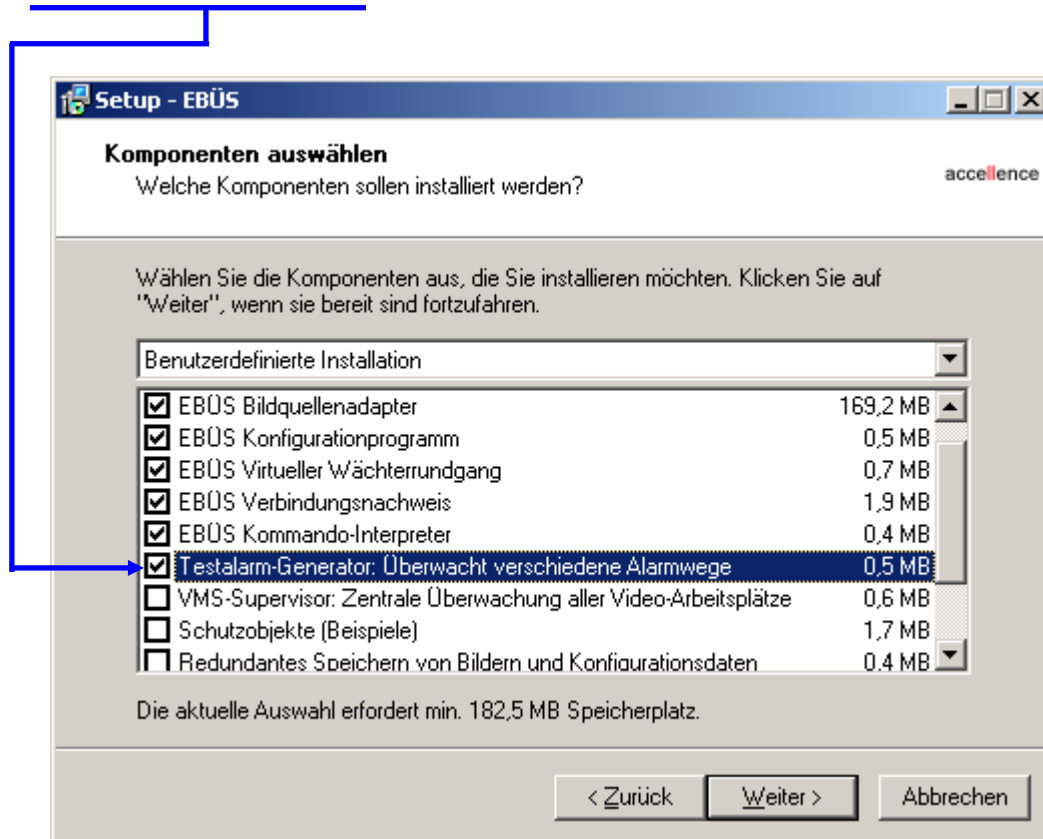 Setup - EBÜS
Komponenten auswählen
Welche Komponenten sollen installiert werden?
accellence
Wählen Sie die Komponenten aus, die Sie installieren möchten. Klicken Sie auf
"Weiter", wenn sie bereit sind fortzufahren.
Benutzerdefinierte Installation
EBÜS Bildquellenadapter 169,2 MB
EBÜS Konfigurationprogramm 0,5 MB
EBÜS Virtueller Wächterrundgang 0,7 MB
EBÜS Verbindungsnachweis 1,9 MB
EBÜS Kommando-Interpreter 0,4 MB
Testalarm-Generator: Überwacht verschiedene Alarmwege 0,5 MB
VMS-Supervisor: Zentrale Überwachung aller Video-Arbeitsplätze 0,6 MB
Schutzobjekte (Beispiele) 1,7 MB
Redundantes Speichern von Bildern und Konfigurationsdaten 0,4 MB
Die aktuelle Auswahl erfordert min. 182,5 MB Speicherplatz.
< Zurück Weiter > Abbrechen